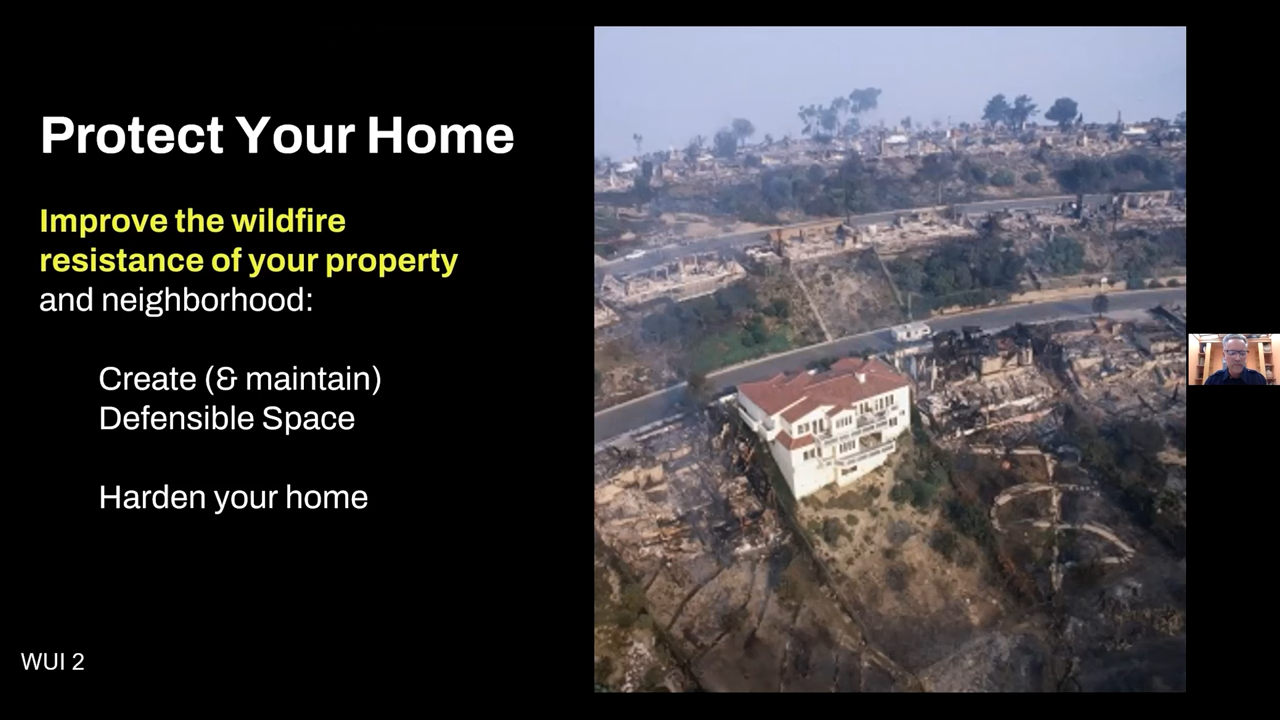 Protect Your Home
Improve the wildfire
resistance of your property
and neighborhood:
Create (& maintain)
Defensible Space
Harden your home
WUI 2